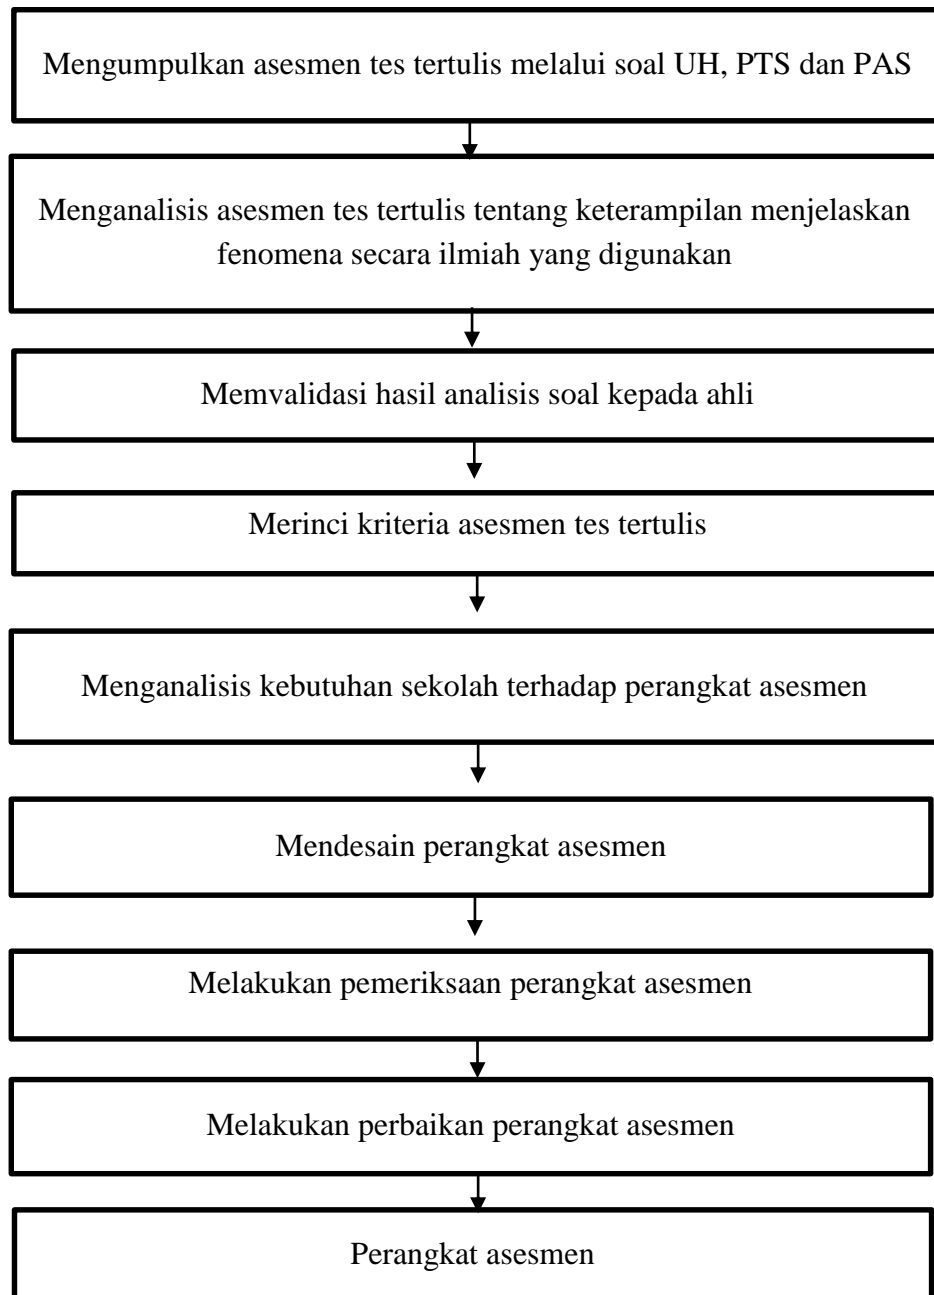 Mengumpulkan asesmen tes tertulis melalui soal UH, PTS dan PAS
Menganalisis asesmen tes tertulis tentang keterampilan menjelaskan
fenomena secara ilmiah yang digunakan
Memvalidasi hasil analisis soal kepada ahli
Merinci kriteria asesmen tes tertulis
Menganalisis kebutuhan sekolah terhadap perangkat asesmen
Mendesain perangkat asesmen
Melakukan pemeriksaan perangkat asesmen
Melakukan perbaikan perangkat asesmen
Perangkat asesmen